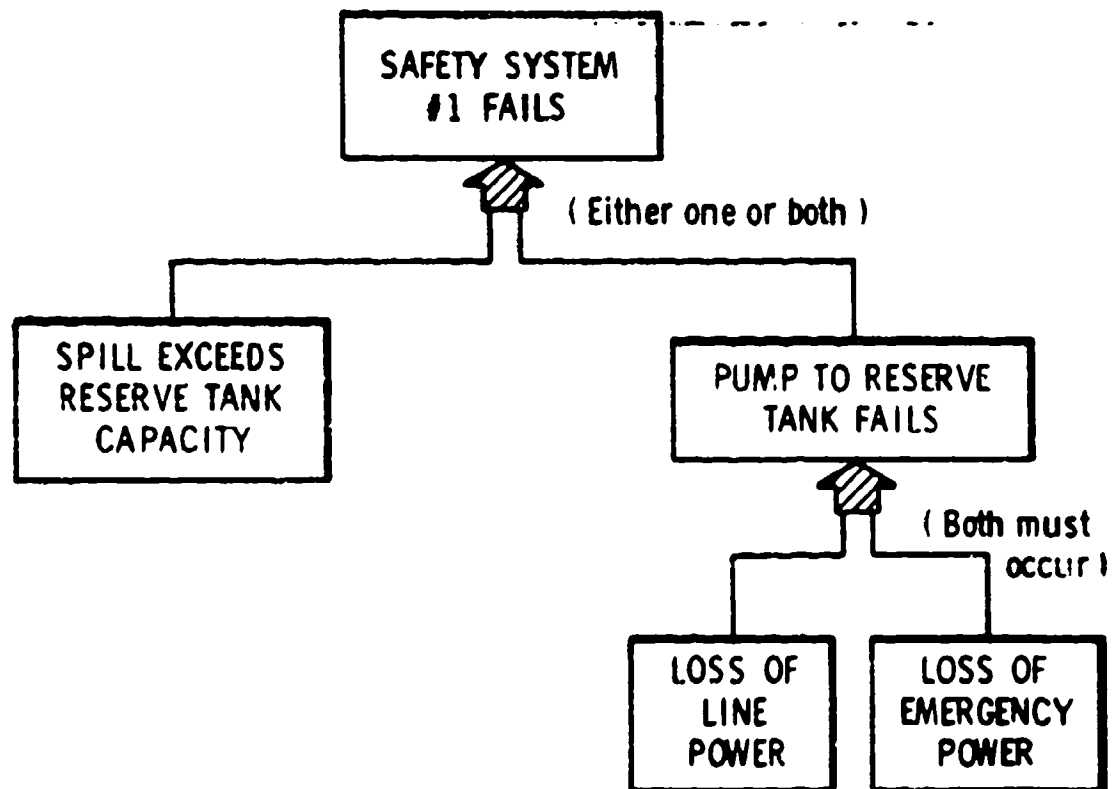 SAFETY SYSTEM
#1 FAILS
( Either one or both )
SPILL EXCEEDS
RESERVE TANK
CAPACITY
PUMP TO RESERVE
TANK FAILS
( Both must
occur )
LOSS OF
LINE
POWER
LOSS OF
EMERGENCY
POWER